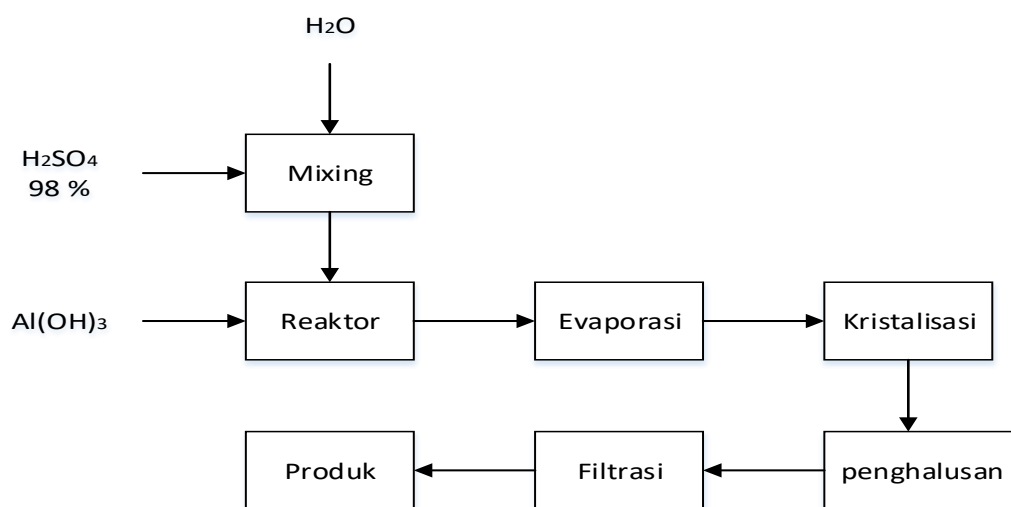 H₂O
H₂SO₄
98 %
Mixing
Al(OH)₃
Reaktor
Evaporasi
Kristalisasi
Produk
Filtrasi
penghalusan